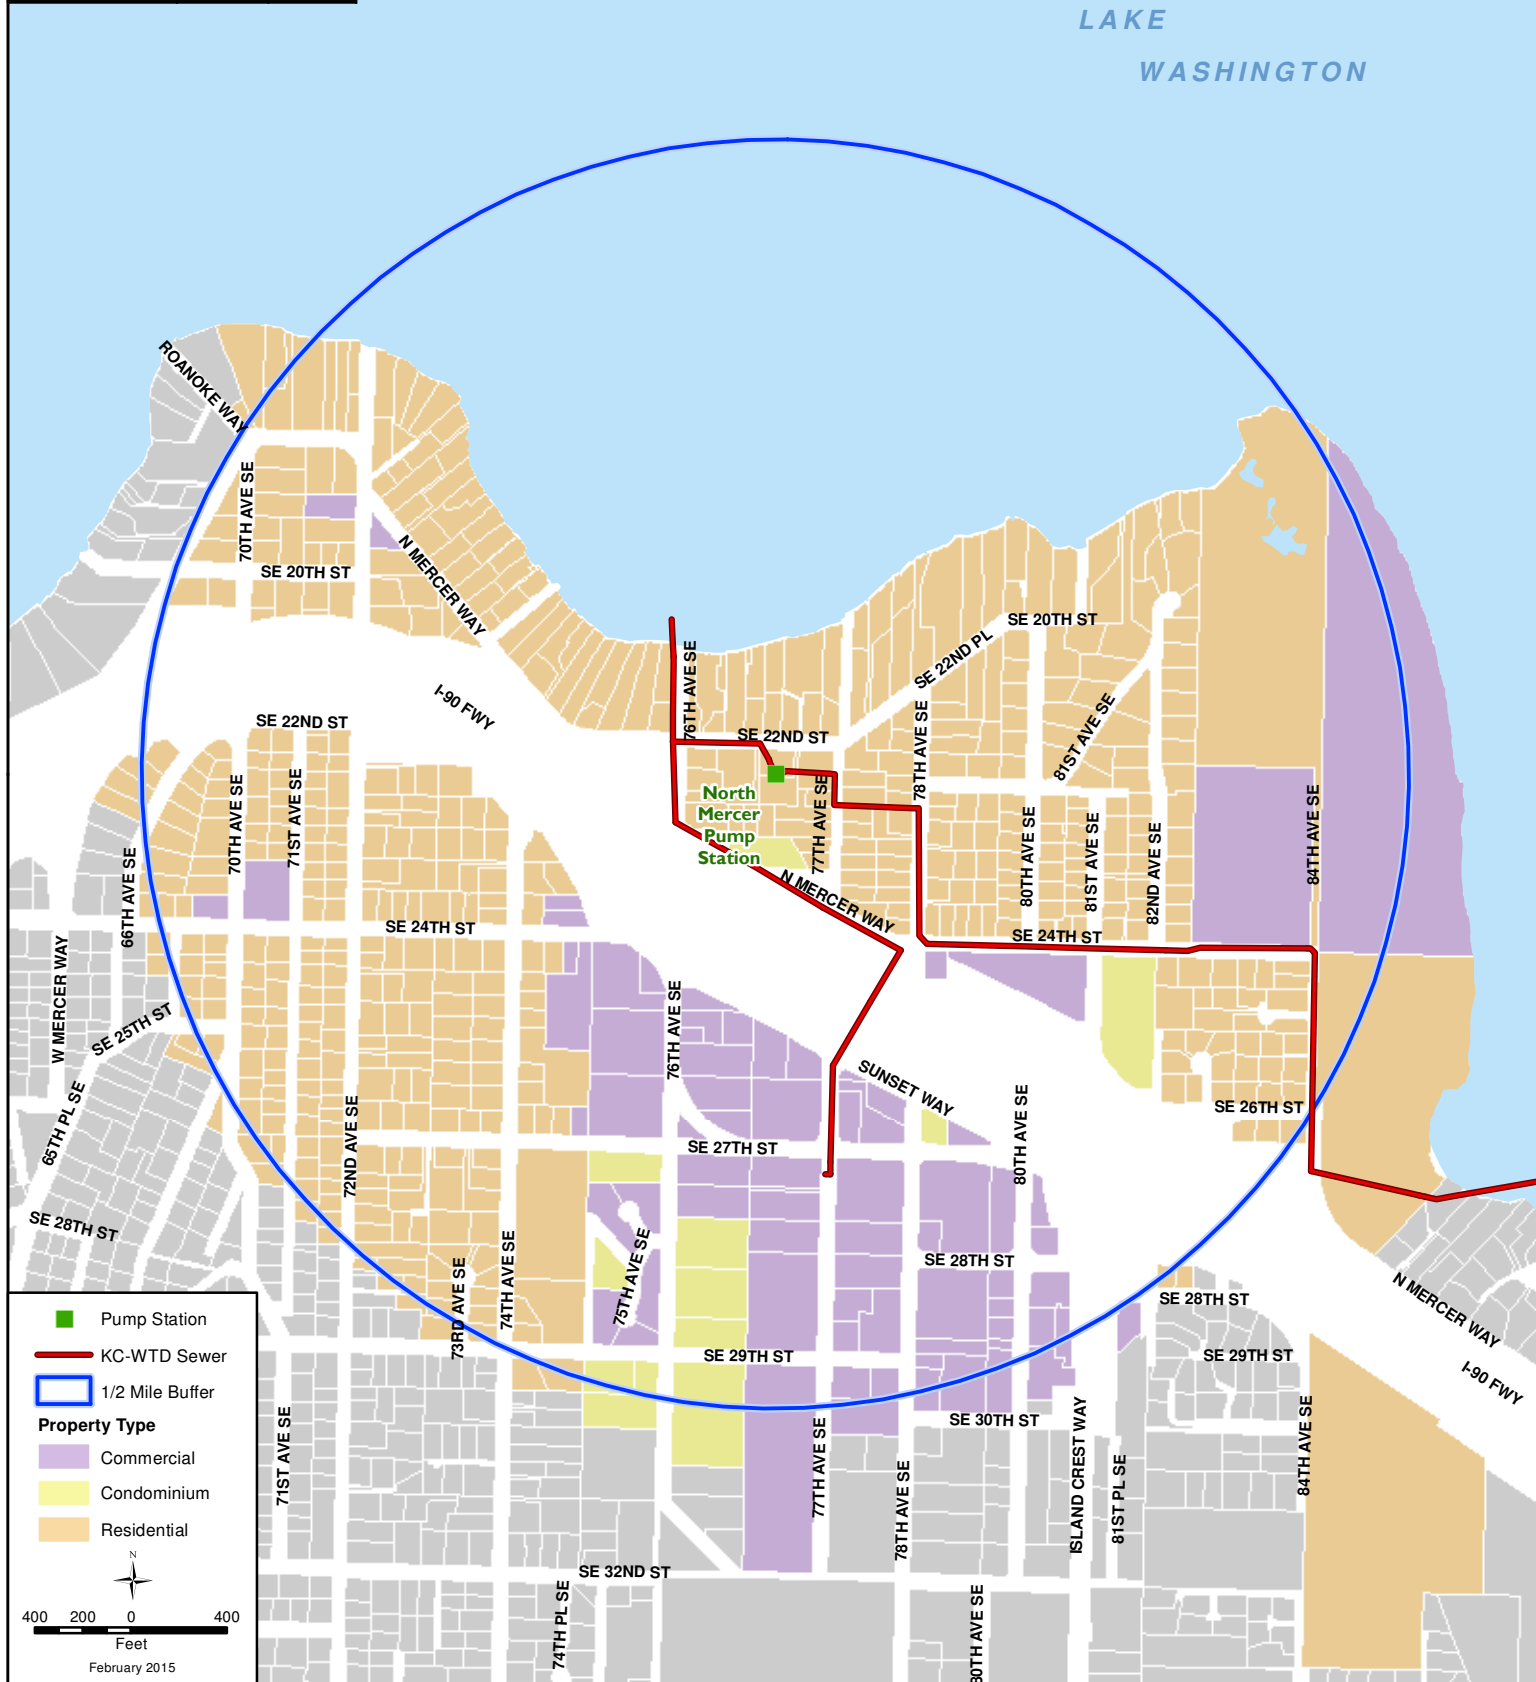 LAKE
WASHINGTON
ROANOKE WAY
70TH AVE SE
N MERCER WAY
SE 20TH ST
SE 20TH ST
SE 22ND PL
76TH AVE SE
I-90 FWY
SE 22ND ST
SE 22ND ST
78TH AVE SE
81ST AVE SE
70TH AVE SE
71ST AVE SE
North
Mercer
Pump
Station
77TH AVE SE
80TH AVE SE
81ST AVE SE
82ND AVE SE
84TH AVE SE
66TH AVE SE
N MERCER WAY
SE 24TH ST
SE 24TH ST
W MERCER WAY
SE 25TH ST
76TH AVE SE
65TH PL SE
SUNSET WAY
72ND AVE SE
80TH AVE SE
SE 26TH ST
SE 27TH ST
SE 28TH ST
73RD AVE SE
74TH AVE SE
75TH AVE SE
SE 28TH ST
SE 28TH ST
N MERCER WAY
SE 29TH ST
SE 29TH ST
I-90 FWY
SE 30TH ST
71ST AVE SE
77TH AVE SE
78TH AVE SE
ISLAND CREST WAY
81ST PL SE
84TH AVE SE
SE 32ND ST
74TH PL SE
80TH AVE SE
Pump Station
KC-WTD Sewer
1/2 Mile Buffer
Property Type
Commercial
Condominium
Residential
N
400 200 0 400
Feet
February 2015